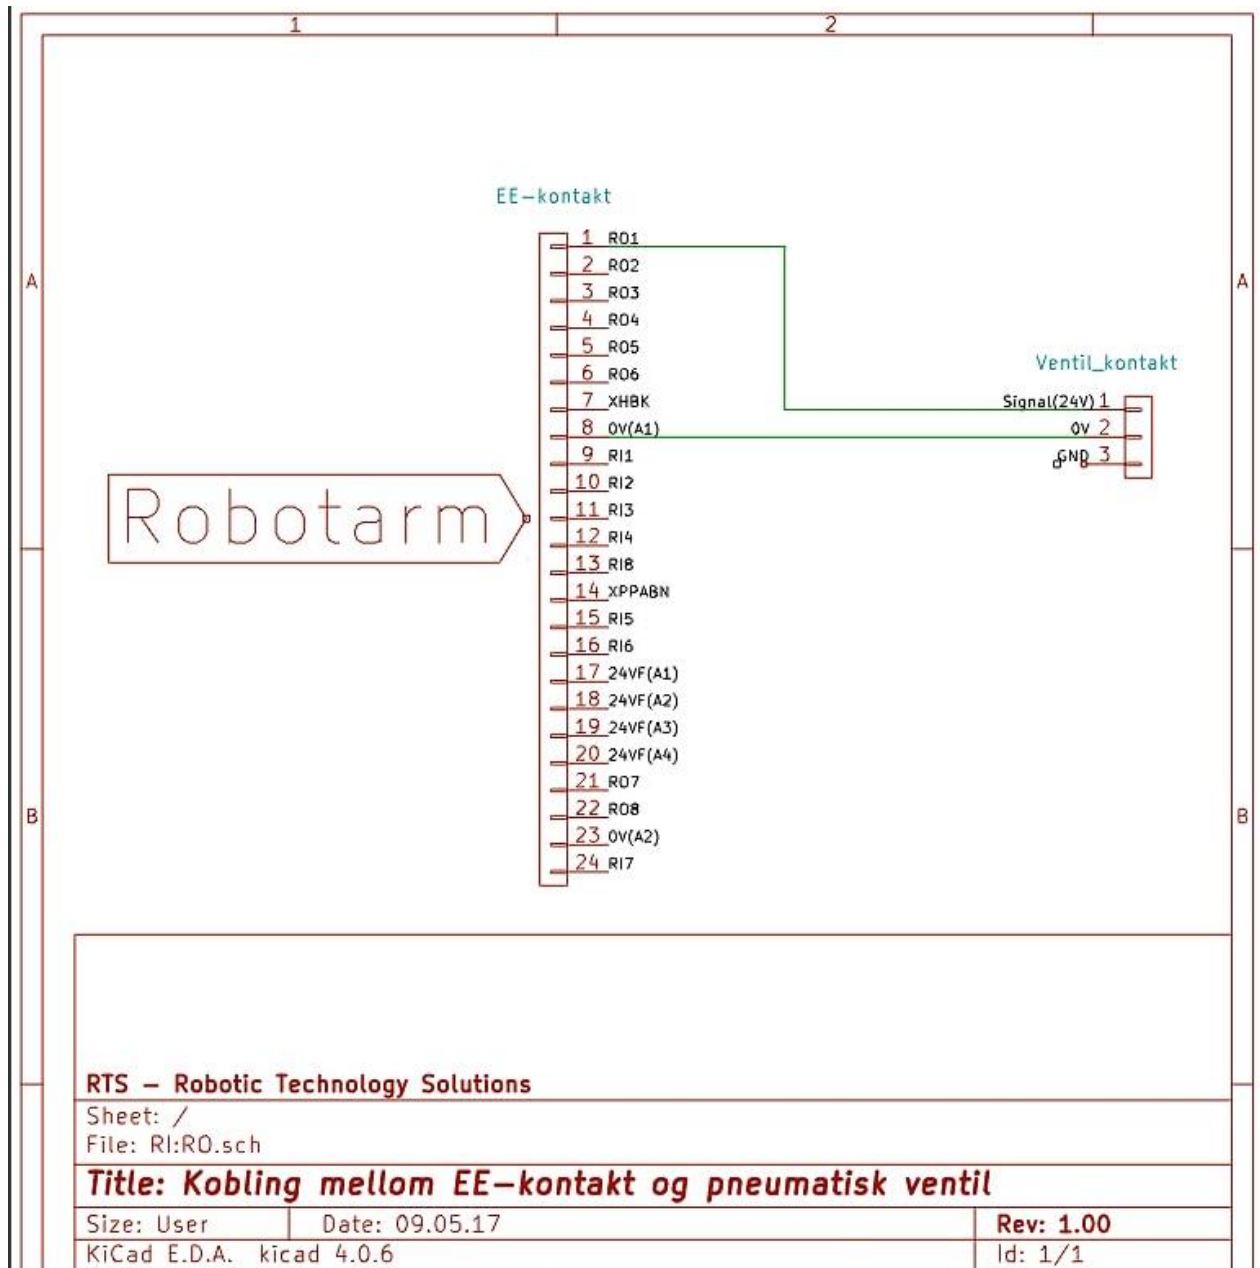 1 2
EE-kontakt
1 RO1
2 RO2
A A
3 RO3
4 RO4
5 RO5
Ventil_kontakt
6 RO6
7 XHBK
Signal(24V) 1
8 0V(A1)
0V 2
9 RI1
GND 3
10 RI2
Robotarm
11 RI3
12 RI4
13 RI8
14 XPPABN
15 RI5
16 RI6
17 24VF(A1)
18 24VF(A2)
19 24VF(A3)
20 24VF(A4)
21 RO7
22 RO8
B B
23 0V(A2)
24 RI7
RTS – Robotic Technology Solutions
Sheet: /
File: RI:RO.sch
Title: Kobling mellom EE-kontakt og pneumatisk ventil
Size: User Date: 09.05.17 Rev: 1.00
KiCad E.D.A. kicad 4.0.6 Id: 1/1